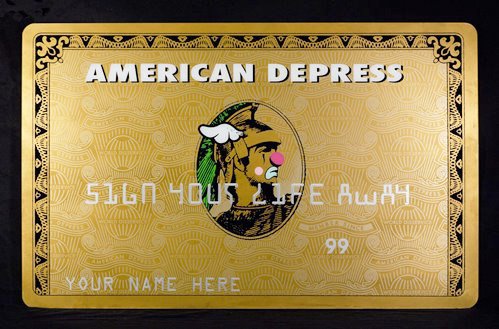 AMERICAN DEPRESS
SIGN YOUR LIFE AWAY
99
YOUR NAME HERE